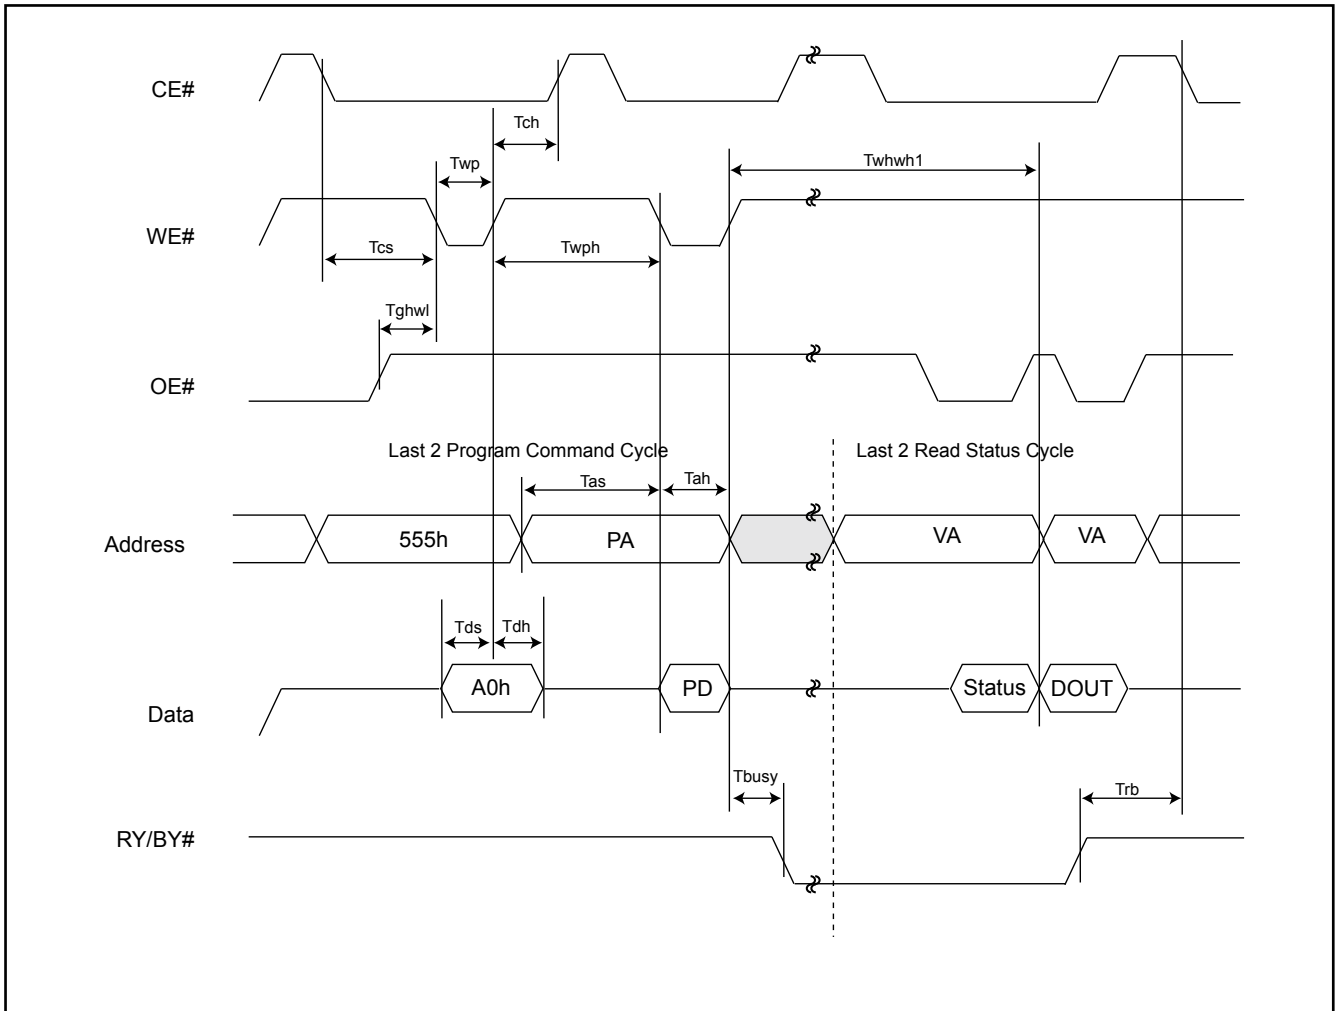 CE#
Tch
Twp
Twhwh1
WE#
Tcs
Twph
Tghwl
OE#
Last 2 Program Command Cycle
Last 2 Read Status Cycle
Tas
Tah
Address
555h
PA
VA
VA
Tds
Tdh
A0h
PD
Status
DOUT
Data
Tbusy
Trb
RY/BY#